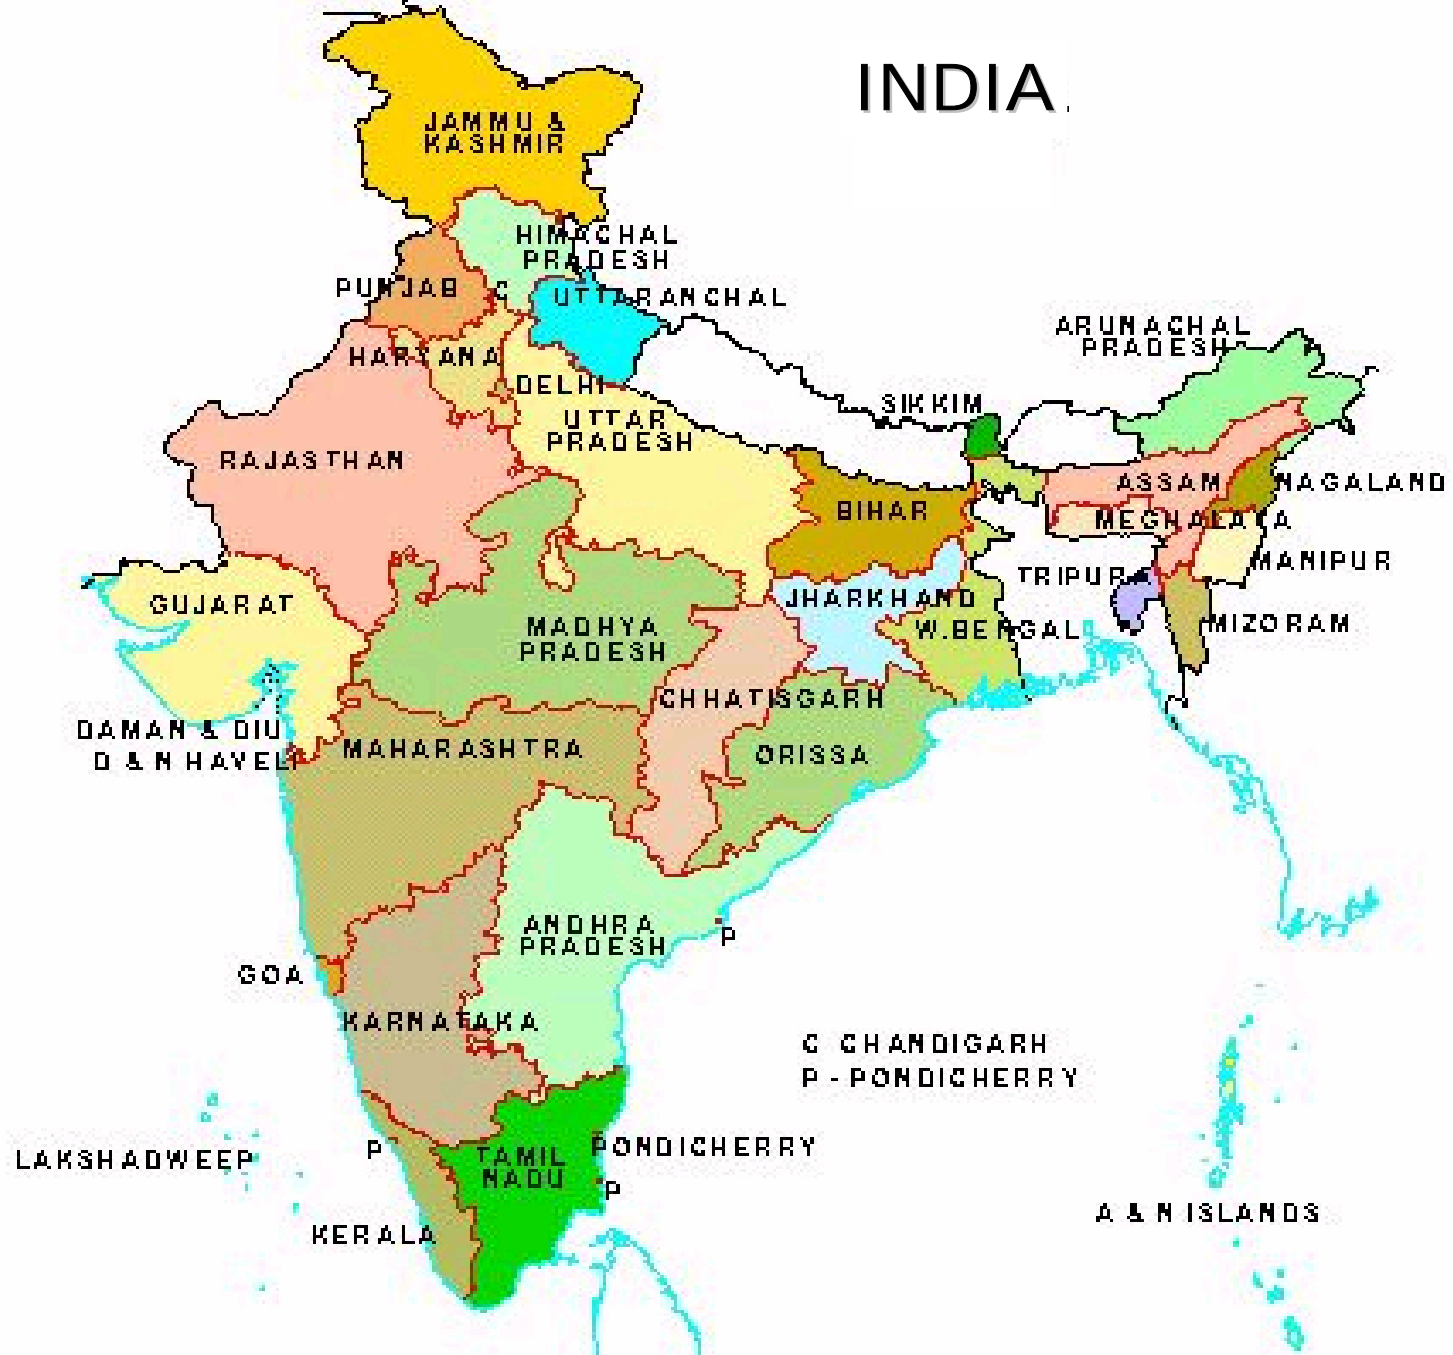 INDIA
JAMMU &
KASHMIR
HIMACHAL
PRADESH
PUNJAB
C
UTTARANCHAL
HARYANA
DELHI
ARUNACHAL
PRADESH
UTTAR
PRADESH
SIKKIM
RAJASTHAN
BIHAR
ASSAM
NAGALAND
MEGHALAYA
MANIPUR
TRIPURA
GUJARAT
JHARKHAND
MIZORAM
MADHYA
PRADESH
W.BENGAL
CHHATISGARH
DAMAN & DIU
D & N HAVELI
MAHARASHTRA
ORISSA
ANDHRA
PRADESH
P
GOA
KARNATAKA
C CHANDIGARH
P - PONDICHERRY
LAKSHADWEEP
P
TAMIL
NADU
PONDICHERRY
P
KERALA
A & N ISLANDS